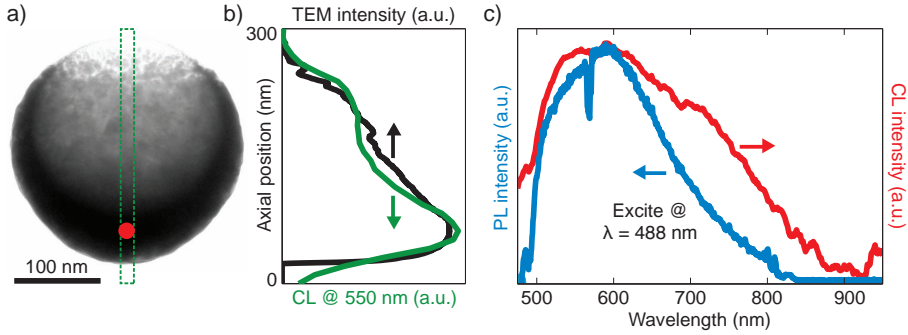 a)
100 nm
b)
TEM intensity (a.u.)
300
Axial position (nm)
0
CL @ 550 nm (a.u.)
c)
PL intensity (a.u.)
CL intensity (a.u.)
Excite @
λ = 488 nm
500 600 700 800 900
Wavelength (nm)